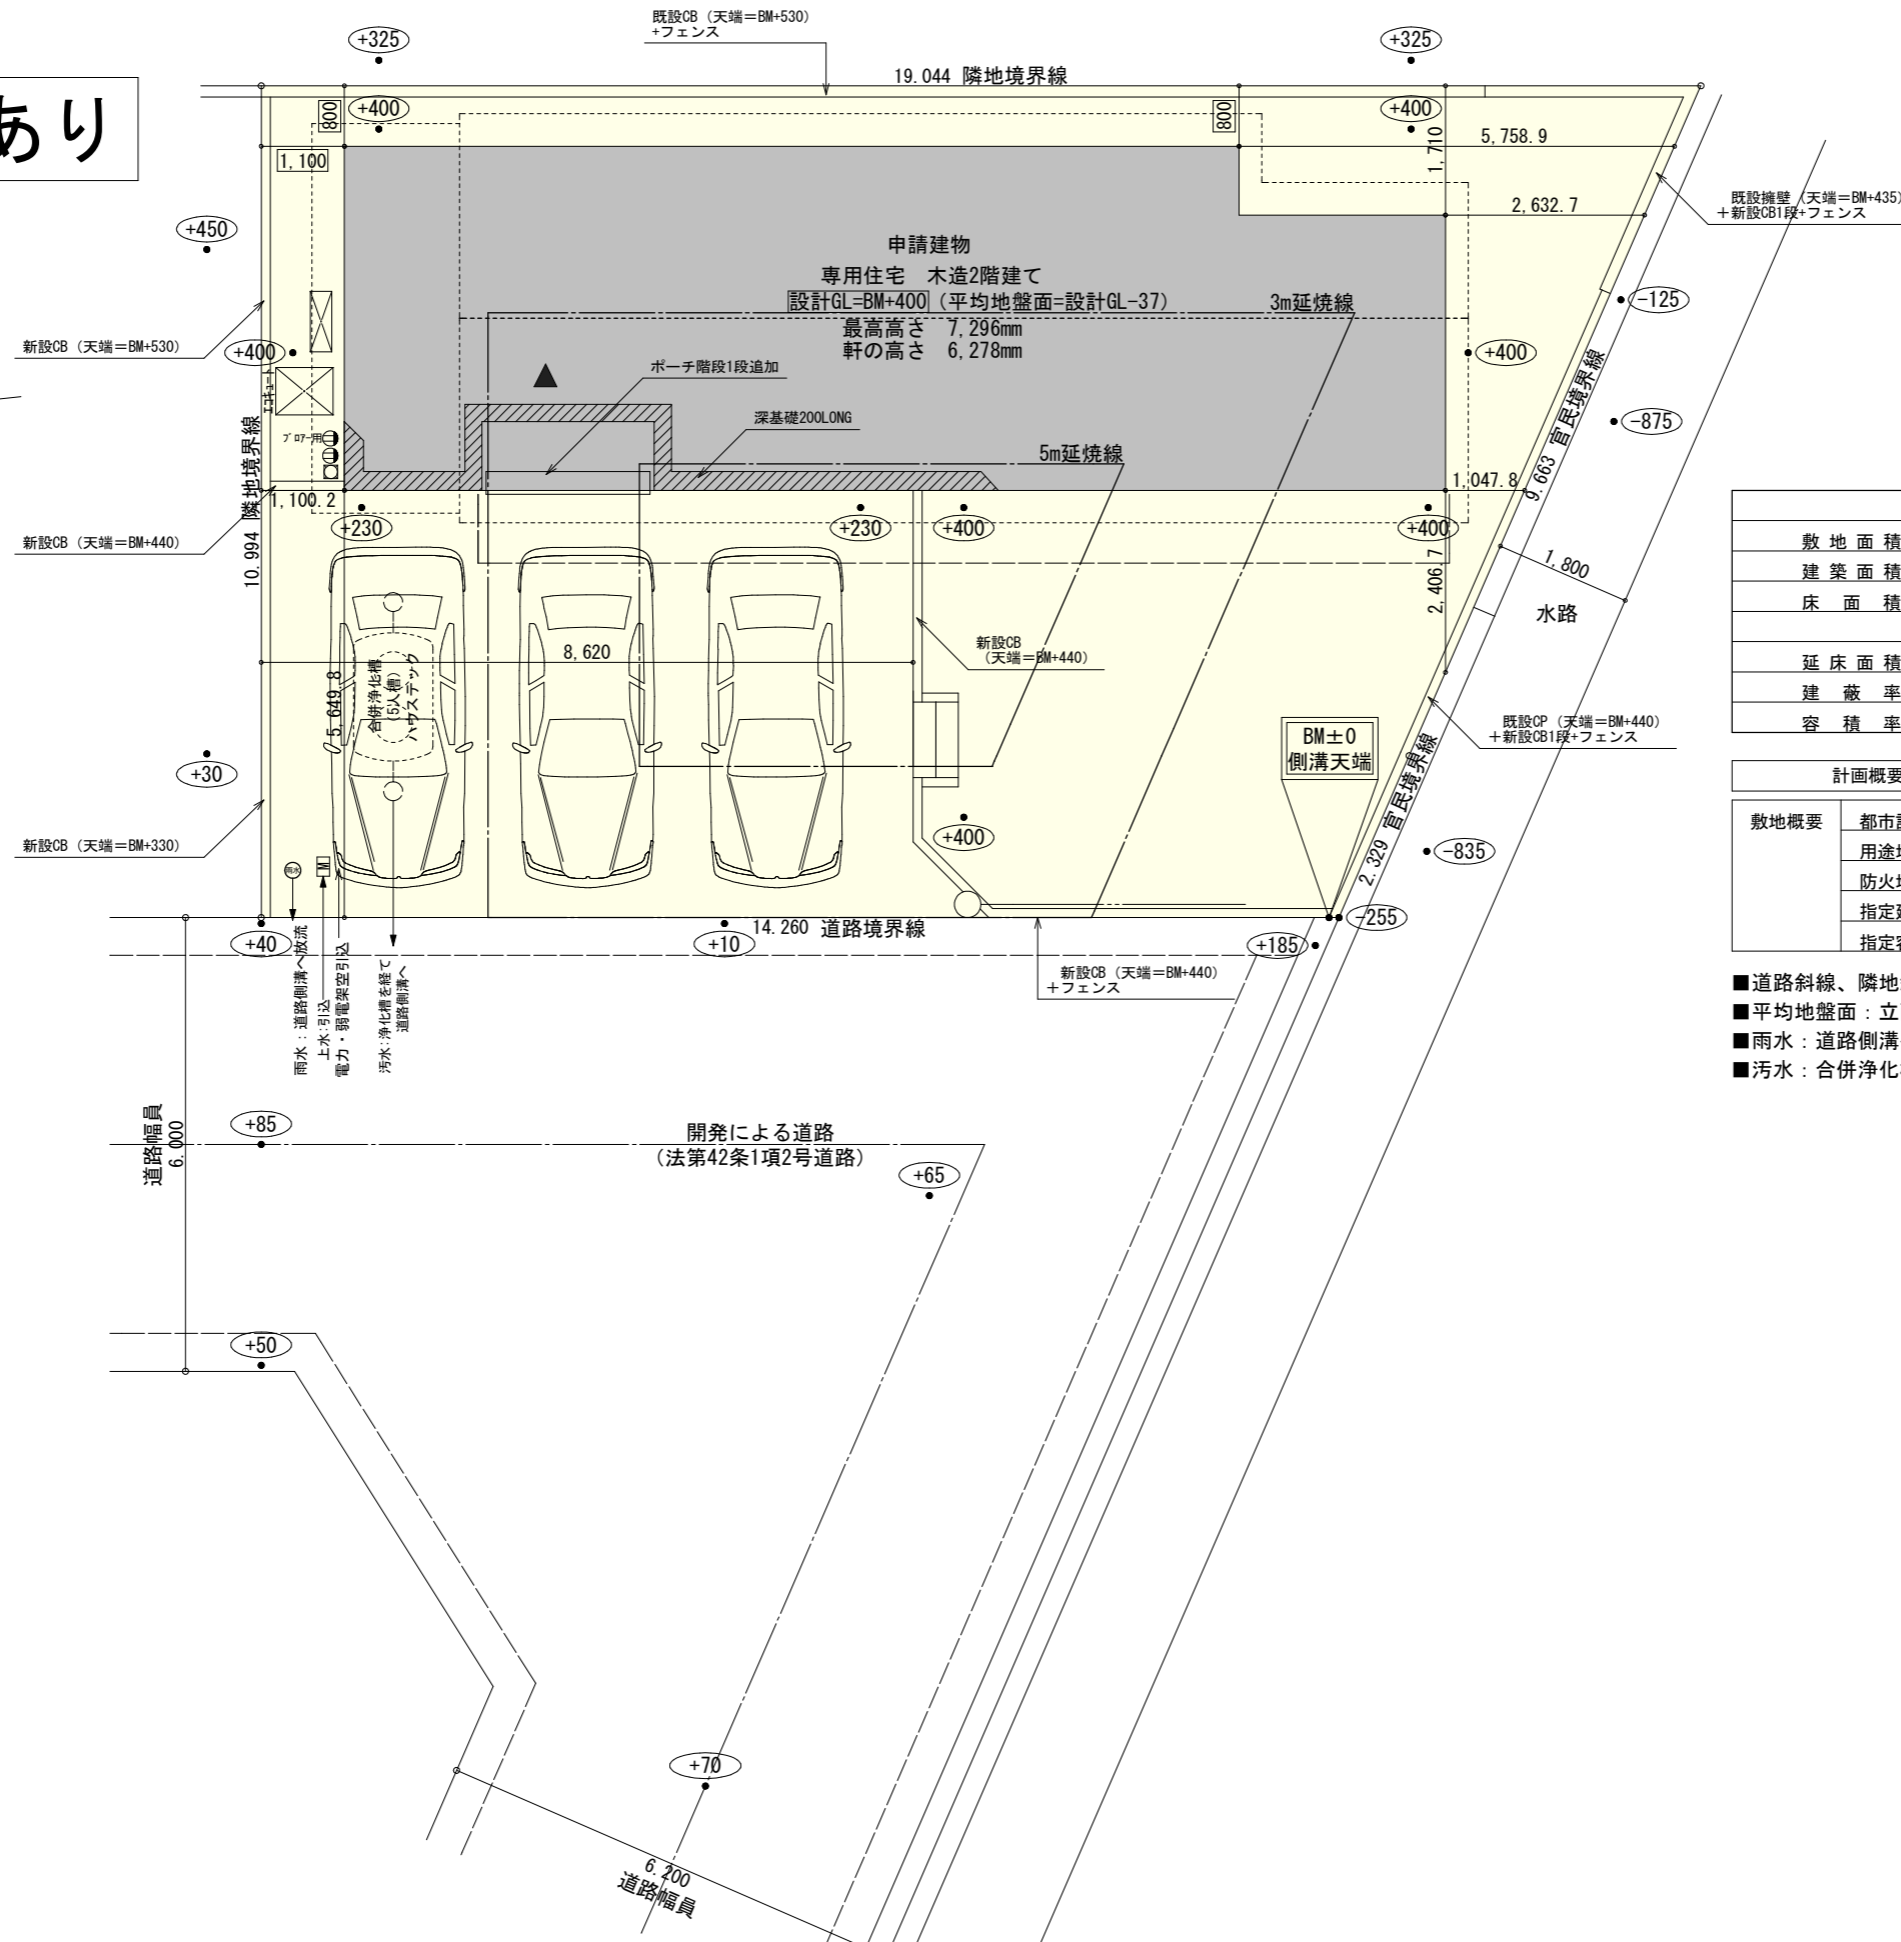 あり
既設CB（天端＝BM+530）
+フェンス
+325
+325
19.044 隣地境界線
800
+400
800
+400
1,710
5,758.9
1,100
2,632.7
既設擁壁（天端＝BM+435）
＋新設CB1段+フェンス
+450
申請建物
専用住宅　木造2階建て
設計GL=BM+400（平均地盤面=設計GL-37）
3m延焼線
最高高さ　7,296mm
軒の高さ　6,278mm
-125
新設CB（天端＝BM+530）
+400
+400
ポーチ階段1段追加
エコキュート
深基礎200LONG
-875
ブロアー用
5m延焼線
9.663 官民境界線
1,047.8
1,100.2
10.994 隣地境界線
+230
+230
+400
+400
新設CB（天端＝BM+440）
2,406.7
1,800
水路
敷地面積
建築面積
床面積
延床面積
建蔽率
容積率
新設CB
（天端＝BM+440）
8,620
5,649.8
合併浄化槽
（5人槽）
ハウステック
BM±0
側溝天端
既設CP（天端＝BM+440）
＋新設CB1段+フェンス
+30
計画概要
敷地概要
2.329 官民境界線
新設CB（天端＝BM+330）
+400
-835
雨水
M
+40
+10
14.260 道路境界線
-255
+185
新設CB（天端＝BM+440）
＋フェンス
雨水：道路側溝へ放流
上水:引込
電力・弱電架空引込
汚水:浄化槽を経て
道路側溝へ
■道路斜線、隣地
■平均地盤面：立
■雨水：道路側溝
■汚水：合併浄化
道路幅員
6.000
+85
開発による道路
（法第42条1項2号道路）
+65
+50
+70
6.200
道路幅員